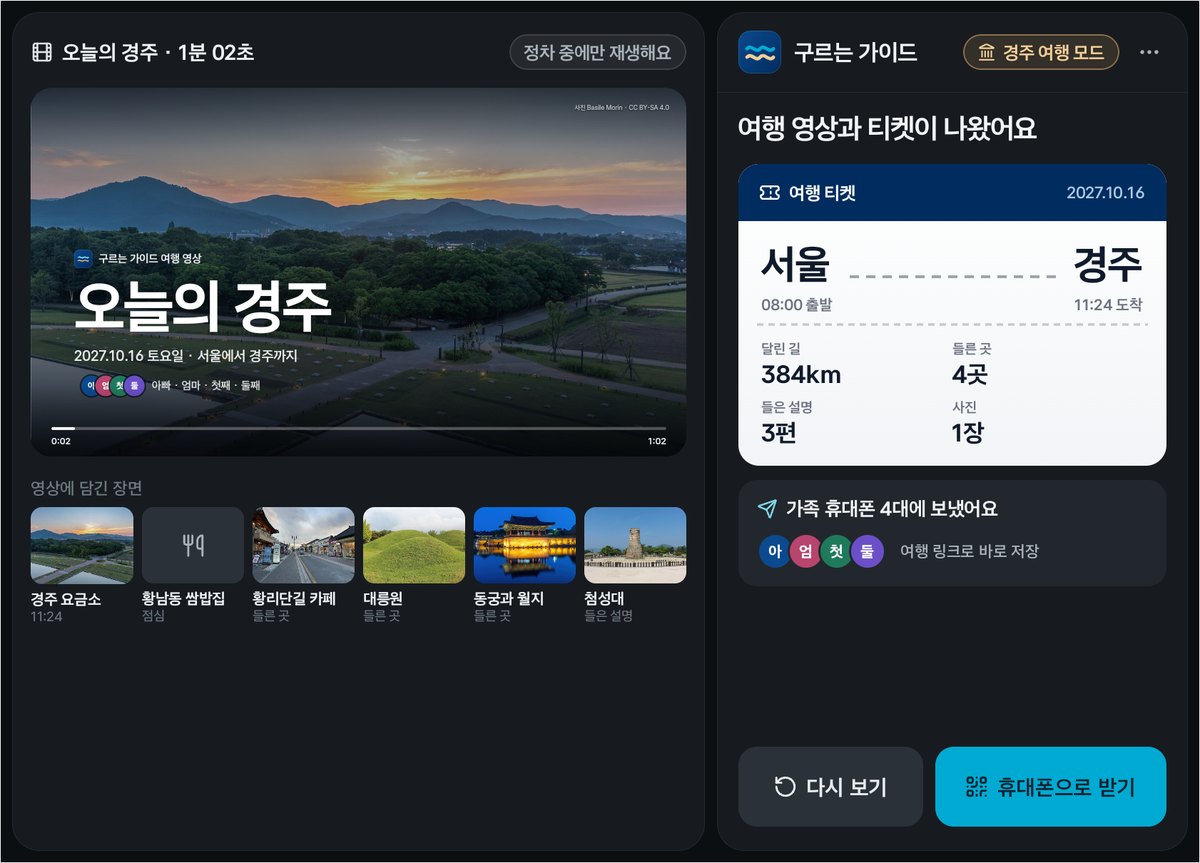 오늘의 경주 · 1분 02초
정차 중에만 재생해요
사진 Basile Morin · CC BY-SA 4.0
구르는 가이드 여행 영상
오늘의 경주
2027.10.16 토요일 · 서울에서 경주까지
아 엄 첫 둘 아빠 · 엄마 · 첫째 · 둘째
0:02
1:02
영상에 담긴 장면
경주 요금소
11:24
황남동 쌈밥집
점심
황리단길 카페
들른 곳
대릉원
들른 곳
동궁과 월지
들른 곳
첨성대
들은 설명
구르는 가이드
경주 여행 모드
여행 영상과 티켓이 나왔어요
여행 티켓
2027.10.16
서울
경주
08:00 출발
11:24 도착
달린 길
들른 곳
384km
4곳
들은 설명
사진
3편
1장
가족 휴대폰 4대에 보냈어요
아 엄 첫 둘 여행 링크로 바로 저장
다시 보기
휴대폰으로 받기